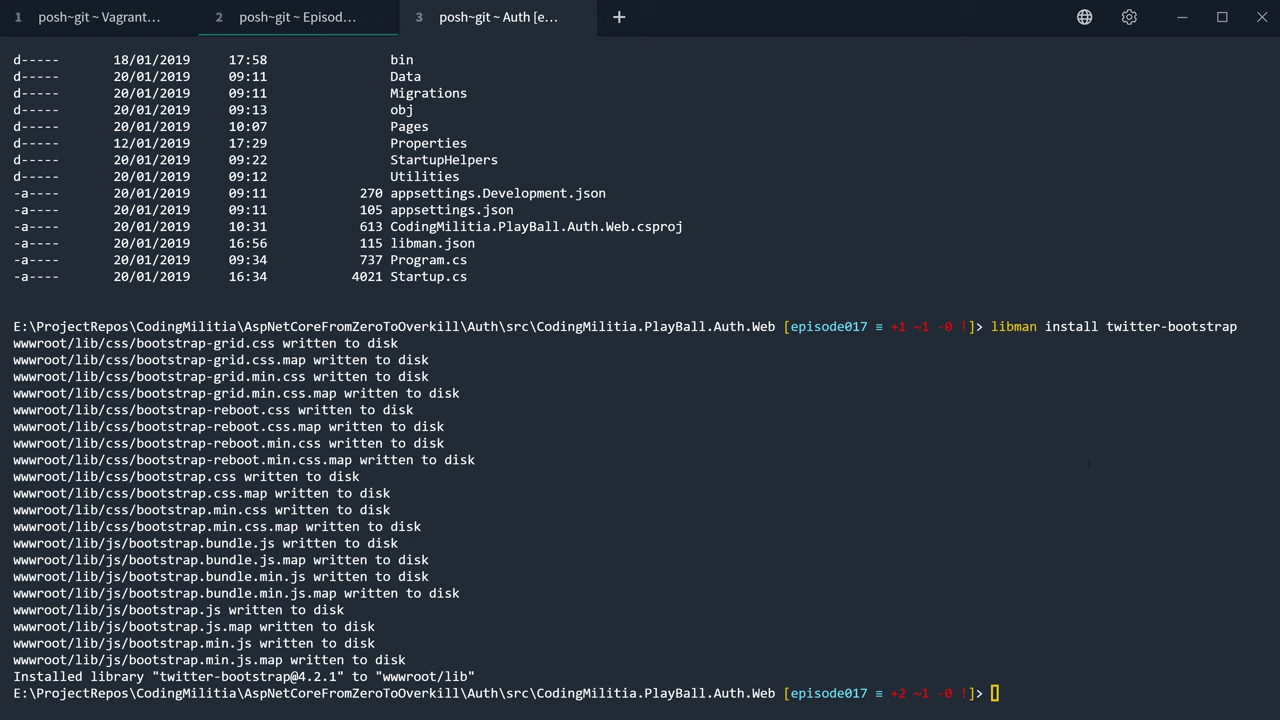 1 posh~git ~ Vagrant... 2 posh~git ~ Episod... 3 posh~git ~ Auth [e... +
d----- 18/01/2019 17:58 bin
d----- 20/01/2019 09:11 Data
d----- 20/01/2019 09:11 Migrations
d----- 20/01/2019 09:13 obj
d----- 20/01/2019 10:07 Pages
d----- 12/01/2019 17:29 Properties
d----- 20/01/2019 09:22 StartupHelpers
d----- 20/01/2019 09:12 Utilities
-a---- 20/01/2019 09:11 270 appsettings.Development.json
-a---- 20/01/2019 09:11 105 appsettings.json
-a---- 20/01/2019 10:31 613 CodingMilitia.PlayBall.Auth.Web.csproj
-a---- 20/01/2019 16:56 115 libman.json
-a---- 20/01/2019 09:34 737 Program.cs
-a---- 20/01/2019 16:34 4021 Startup.cs
E:\ProjectRepos\CodingMilitia\AspNetCoreFromZeroToOverkill\Auth\src\CodingMilitia.PlayBall.Auth.Web [episode017 ≡ +1 ~1 -0 !]> libman install twitter-bootstrap
wwwroot/lib/css/bootstrap-grid.css written to disk
wwwroot/lib/css/bootstrap-grid.css.map written to disk
wwwroot/lib/css/bootstrap-grid.min.css written to disk
wwwroot/lib/css/bootstrap-grid.min.css.map written to disk
wwwroot/lib/css/bootstrap-reboot.css written to disk
wwwroot/lib/css/bootstrap-reboot.css.map written to disk
wwwroot/lib/css/bootstrap-reboot.min.css written to disk
wwwroot/lib/css/bootstrap-reboot.min.css.map written to disk
wwwroot/lib/css/bootstrap.css written to disk
wwwroot/lib/css/bootstrap.css.map written to disk
wwwroot/lib/css/bootstrap.min.css written to disk
wwwroot/lib/css/bootstrap.min.css.map written to disk
wwwroot/lib/js/bootstrap.bundle.js written to disk
wwwroot/lib/js/bootstrap.bundle.js.map written to disk
wwwroot/lib/js/bootstrap.bundle.min.js written to disk
wwwroot/lib/js/bootstrap.bundle.min.js.map written to disk
wwwroot/lib/js/bootstrap.js written to disk
wwwroot/lib/js/bootstrap.js.map written to disk
wwwroot/lib/js/bootstrap.min.js written to disk
wwwroot/lib/js/bootstrap.min.js.map written to disk
Installed library "twitter-bootstrap@4.2.1" to "wwwroot/lib"
E:\ProjectRepos\CodingMilitia\AspNetCoreFromZeroToOverkill\Auth\src\CodingMilitia.PlayBall.Auth.Web [episode017 ≡ +2 ~1 -0 !]>